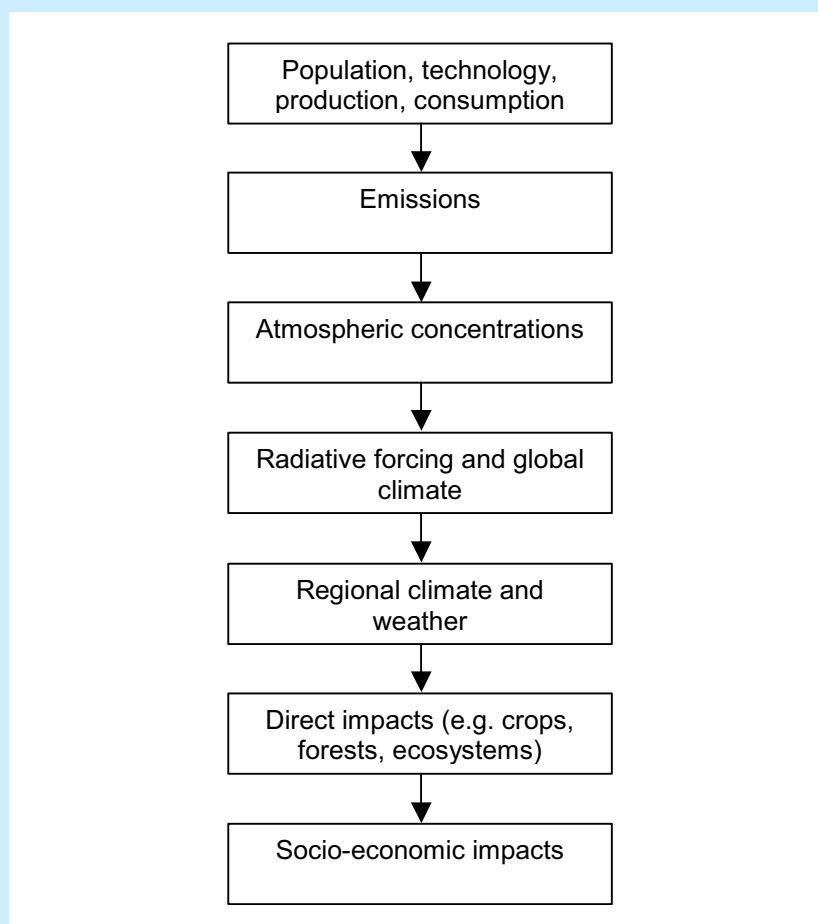 Population, technology,
production, consumption
Emissions
Atmospheric concentrations
Radiative forcing and global
climate
Regional climate and
weather
Direct impacts (e.g. crops,
forests, ecosystems)
Socio-economic impacts